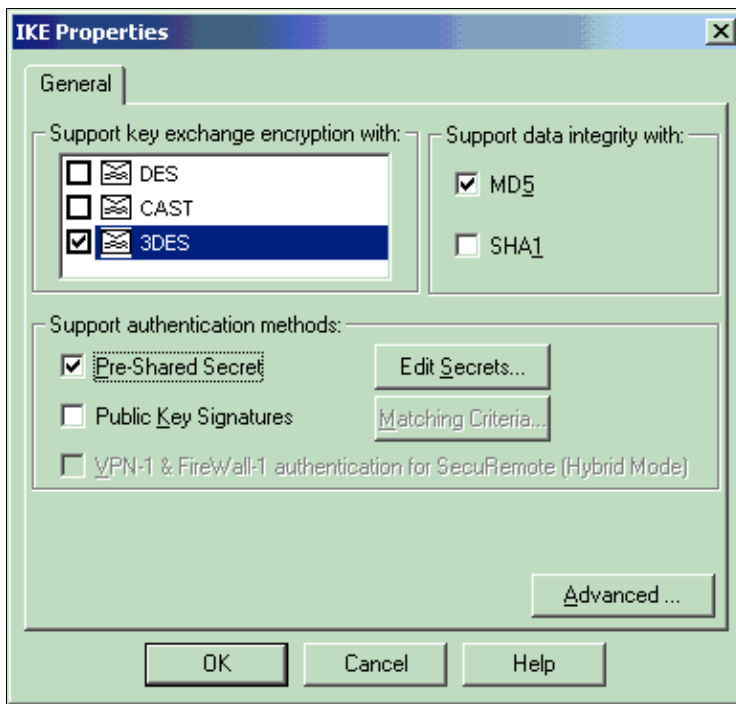 IKE Properties
General
Support key exchange encryption with:
DES
CAST
3DES
Support data integrity with:
MD5
SHA1
Support authentication methods:
Pre-Shared Secret
Edit Secrets...
Public Key Signatures
Matching Criteria...
VPN-1 & FireWall-1 authentication for SecuRemote (Hybrid Mode)
Advanced ...
OK
Cancel
Help